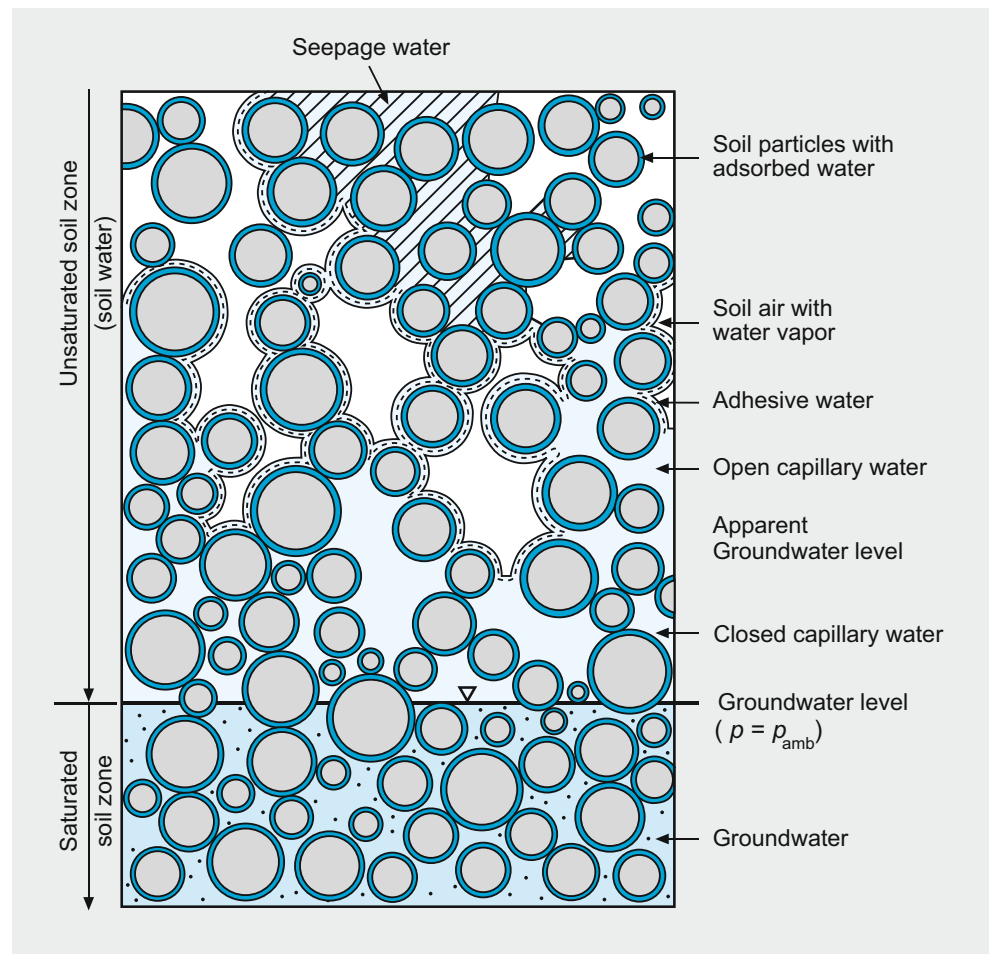 Seepage water
Unsaturated soil zone
(soil water)
Saturated
soil zone
Soil particles with
adsorbed water
Soil air with
water vapor
Adhesive water
Open capillary water
Apparent
Groundwater level
Closed capillary water
Groundwater level
( p = pamb)
Groundwater